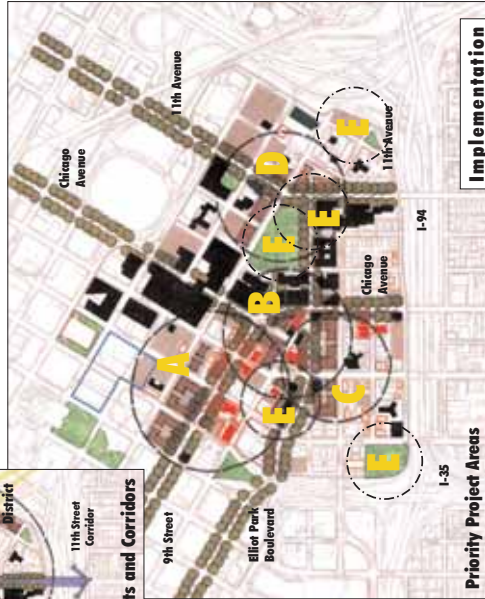 District
11th Street
Corridor
ts and Corridors
Chicago
Avenue
11th Avenue
9th Street
Elliot Park
Boulevard
A
B
C
D
E
E
E
E
E
11th Avenue
Chicago
Avenue
I-94
I-35
Priority Project Areas
Implementation